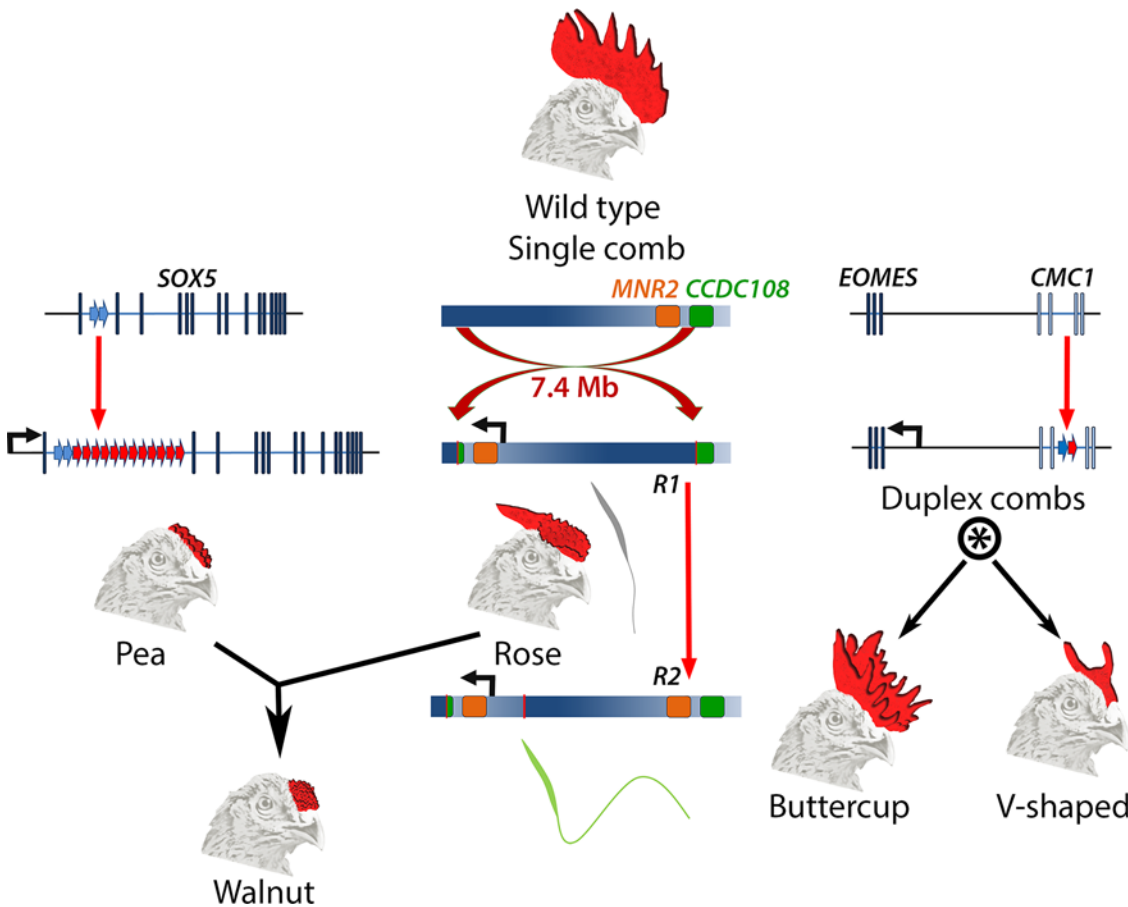 Wild type
Single comb
SOX5
MNR2 CCDC108
EOMES
CMC1
7.4 Mb
R1
Duplex combs
*
Pea
Rose
R2
Buttercup
V-shaped
Walnut